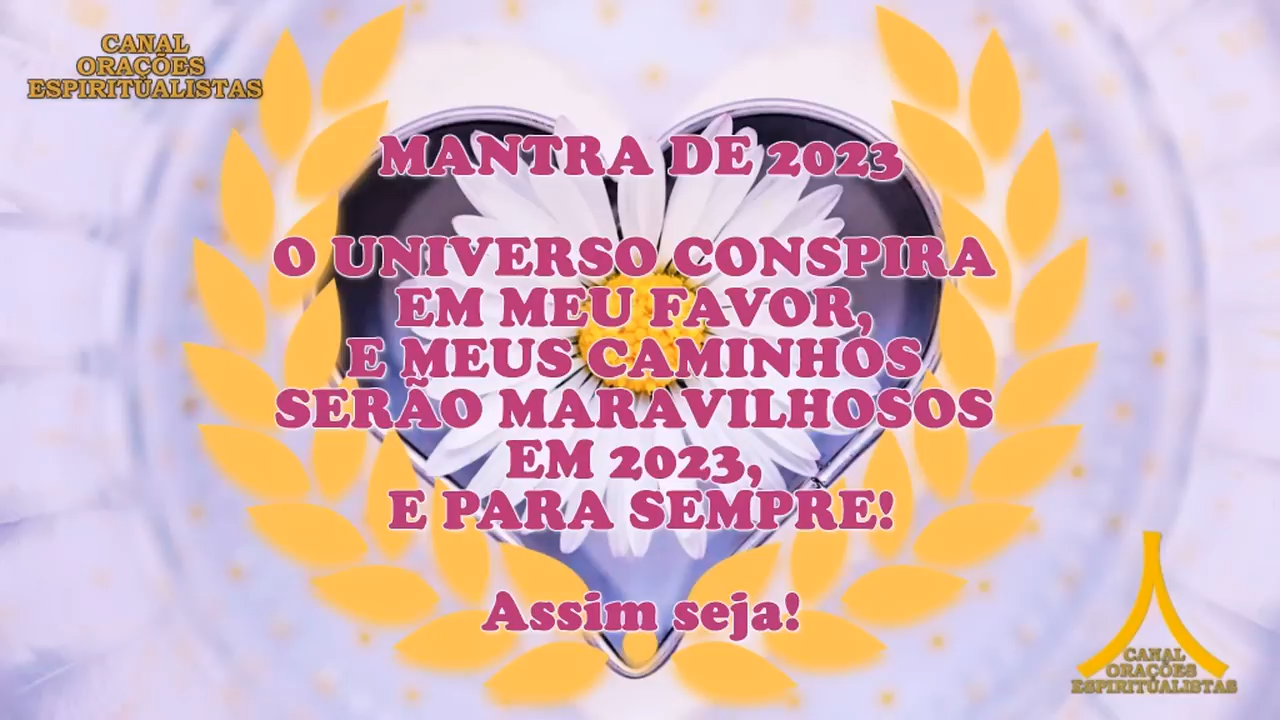 CANAL
ORAÇÕES
ESPIRITUALISTAS
MANTRA DE 2023
O UNIVERSO CONSPIRA
EM MEU FAVOR,
E MEUS CAMINHOS
SERÃO MARAVILHOSOS
EM 2023,
E PARA SEMPRE!
Assim seja!
CANAL
ORAÇÕES
ESPIRITUALISTAS